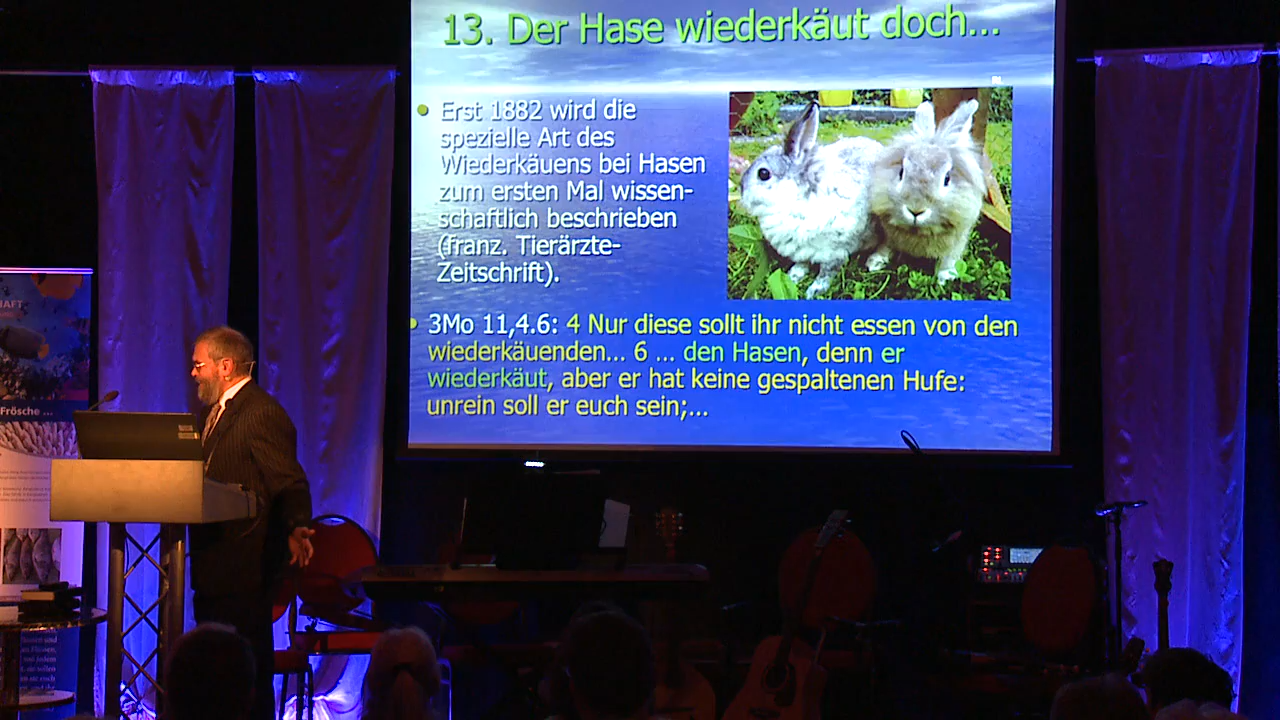 13. Der Hase wiederkäut doch...
Erst 1882 wird die
spezielle Art des
Wiederkäuens bei Hasen
zum ersten Mal wissen-
schaftlich beschrieben
(franz. Tierärzte-
Zeitschrift).
3Mo 11,4.6: 4 Nur diese sollt ihr nicht essen von den
wiederkäuenden... 6 ... den Hasen, denn er
wiederkäut, aber er hat keine gespaltenen Hufe:
unrein soll er euch sein;...
Frösche ...